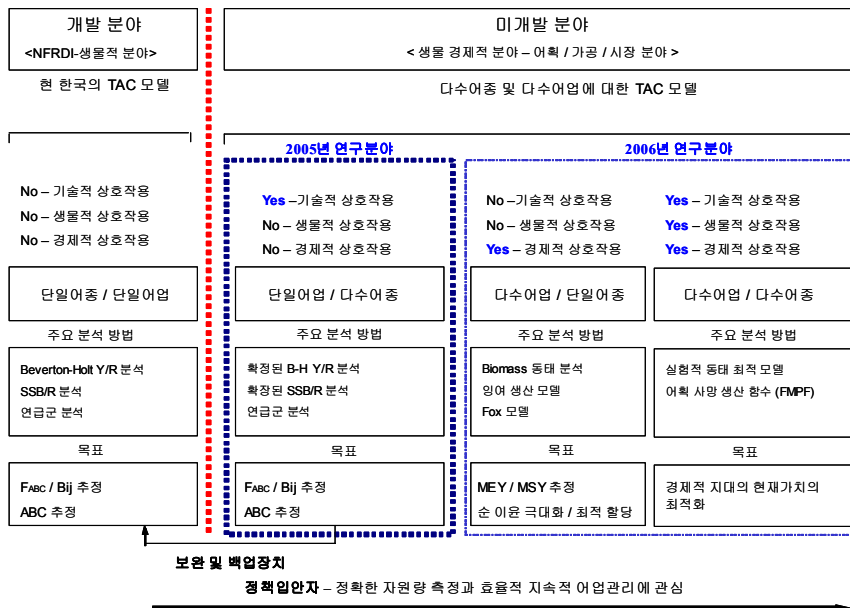 개발 분야
<NFRDI-생물적 분야>
현 한국의 TAC 모델
미개발 분야
< 생물 경제적 분야 – 어획 / 가공 / 시장 분야 >
다수어종 및 다수어업에 대한 TAC 모델
2005년 연구분야
2006년 연구분야
No – 기술적 상호작용
No – 생물적 상호작용
No – 경제적 상호작용
Yes –기술적 상호작용
No – 생물적 상호작용
No – 경제적 상호작용
No – 기술적 상호작용
No – 생물적 상호작용
Yes – 경제적 상호작용
Yes – 기술적 상호작용
Yes – 생물적 상호작용
Yes – 경제적 상호작용
단일어종 / 단일어업
단일어업 / 다수어종
다수어업 / 단일어종
다수어업 / 다수어종
주요 분석 방법
주요 분석 방법
주요 분석 방법
주요 분석 방법
Beverton-Holt Y/R 분석
SSB/R 분석
연급군 분석
확정된 B-H Y/R 분석
확정된 SSB/R 분석
연급군 분석
Biomass 동태 분석
잉여 생산 모델
Fox 모델
실험적 동태 최적 모델
어획 사망 생산 함수 (FMPF)
목표
목표
목표
목표
FABC / Bij 추정
ABC 추정
FABC / Bij 추정
ABC 추정
MEY / MSY 추정
순 이윤 극대화 / 최적 할당
경제적 지대의 현재가치의
최적화
보완 및 백업장치
정책입안자 – 정확한 자원량 측정과 효율적 지속적 어업관리에 관심